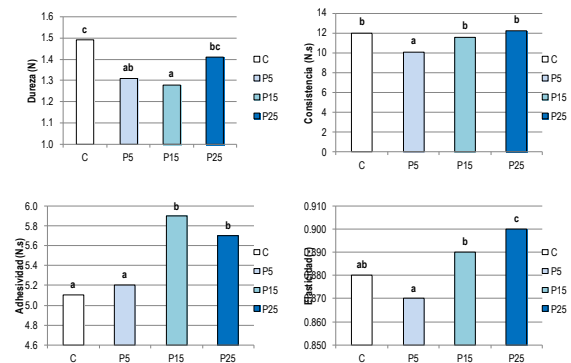 Dureza (N)
1.6
1.5
1.4
1.3
1.2
1.1
1.0
c
ab
a
bc
C
P5
P15
P25
C
P5
P15
P25
Consistencia (N.s)
14
12
10
8
6
4
2
0
b
a
b
b
C
P5
P15
P25
C
P5
P15
P25
Adhesividad (N.s)
6.0
5.8
5.6
5.4
5.2
5.0
4.8
4.6
a
a
b
b
C
P5
P15
P25
C
P5
P15
P25
Elasticidad (-)
0.910
0.900
0.890
0.880
0.870
0.860
0.850
ab
a
b
c
C
P5
P15
P25
C
P5
P15
P25